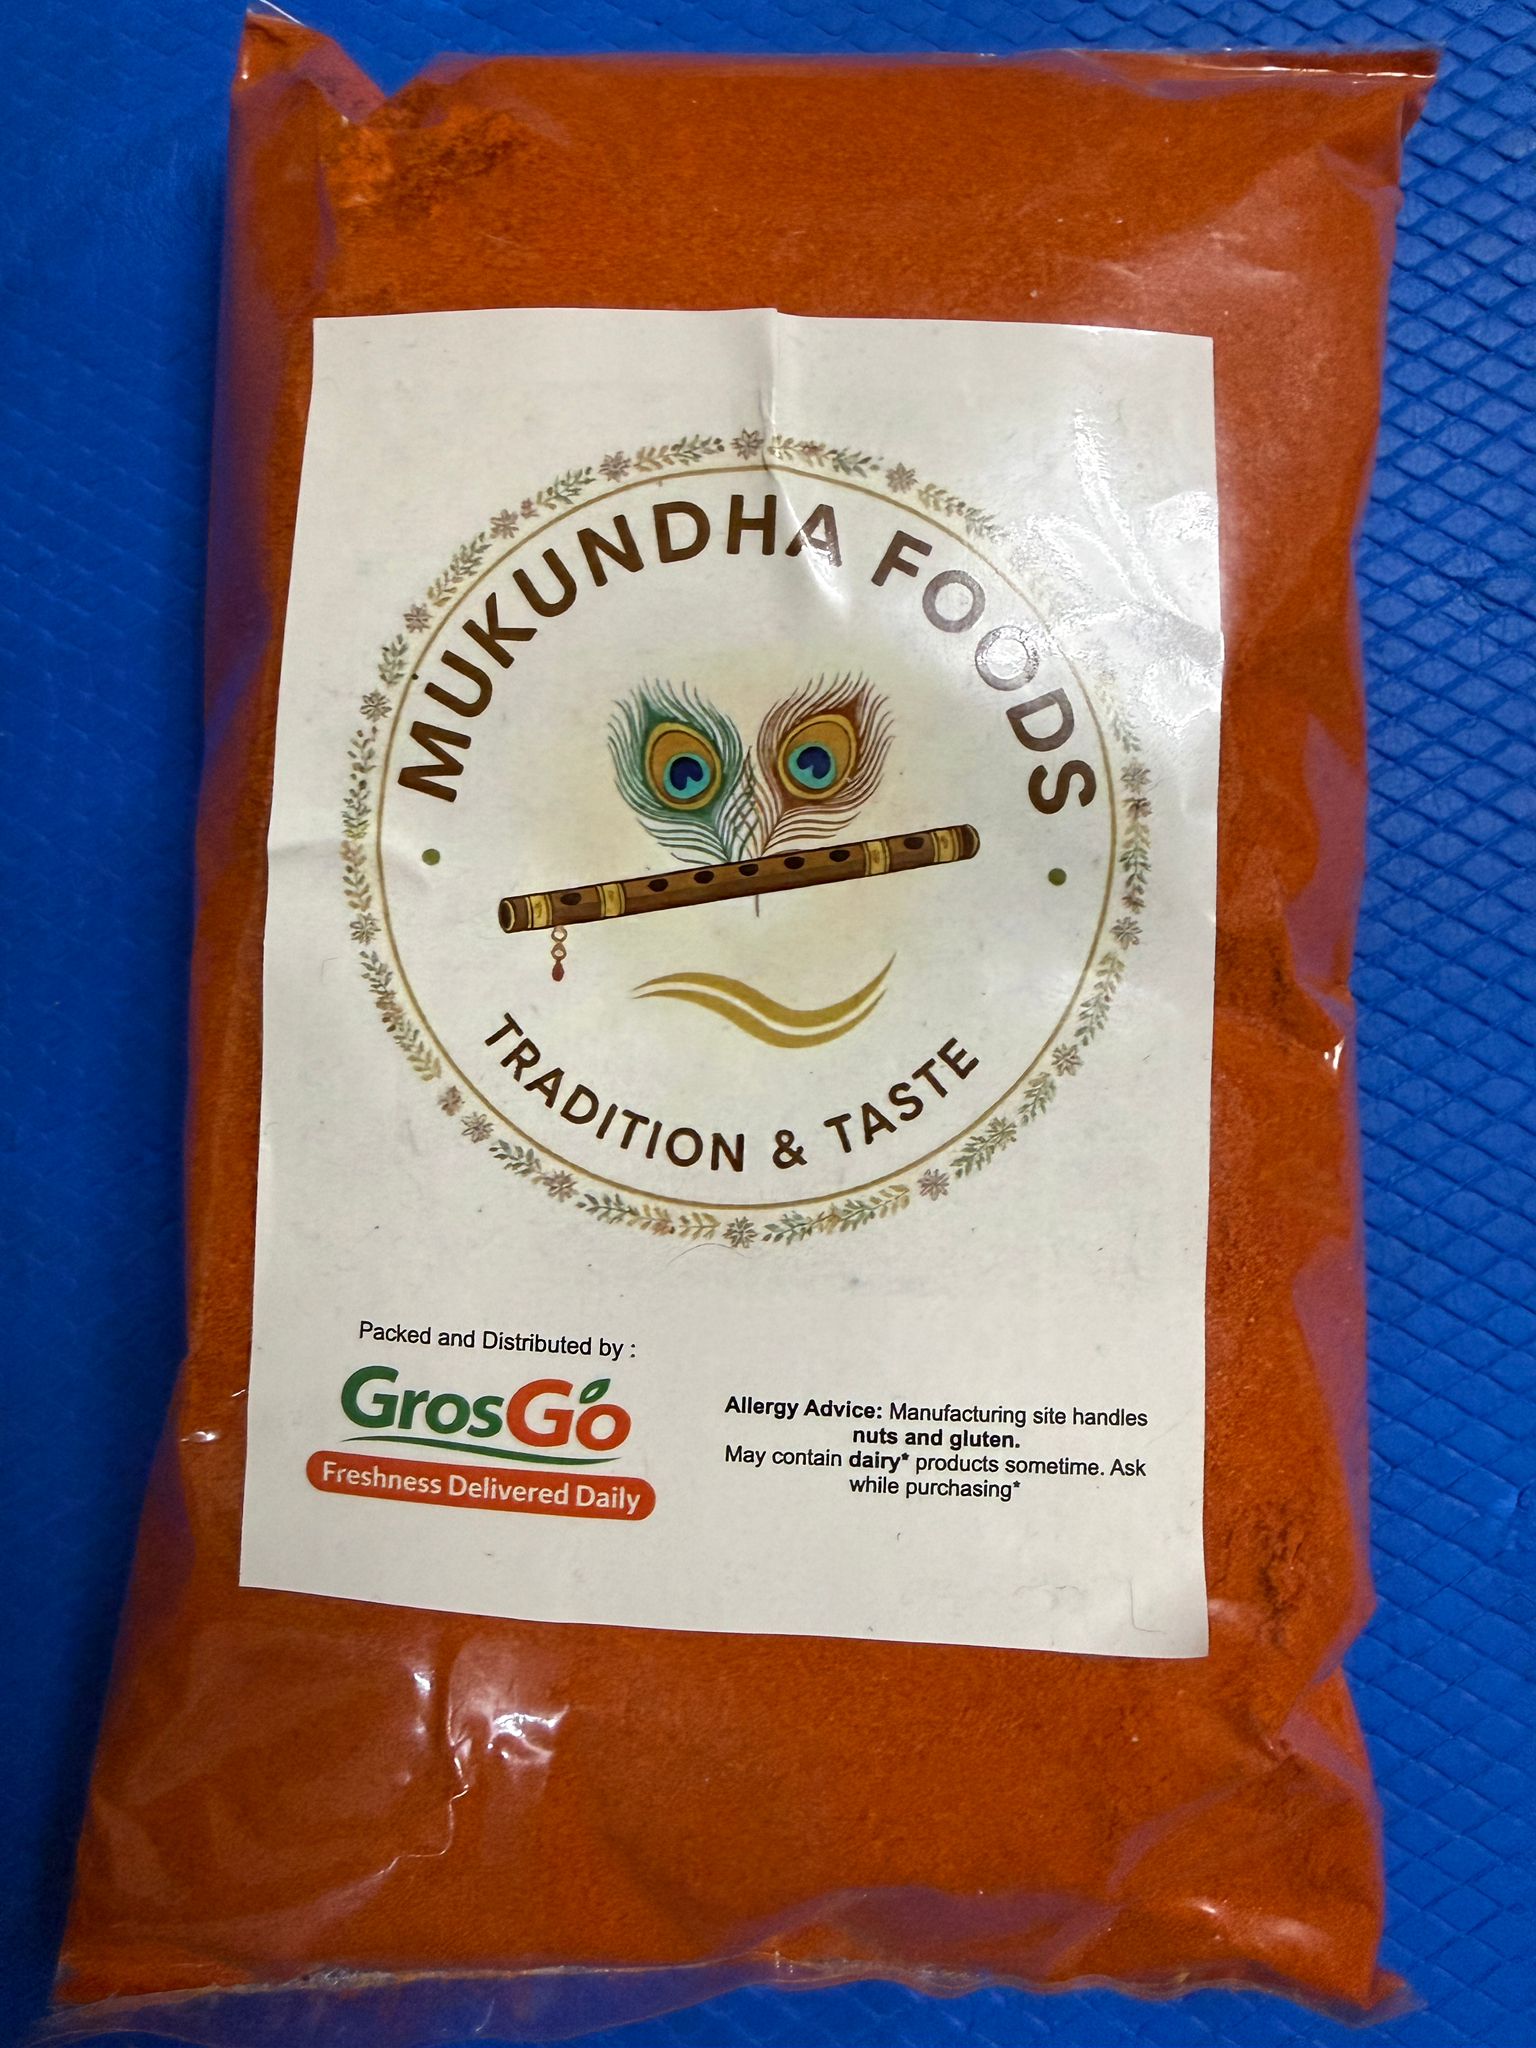 MUKUNDHA FOODS
TRADITION & TASTE
Packed and Distributed by :
GrosGo
Freshness Delivered Daily
Allergy Advice: Manufacturing site handles
nuts and gluten.
May contain dairy* products sometime. Ask
while purchasing*